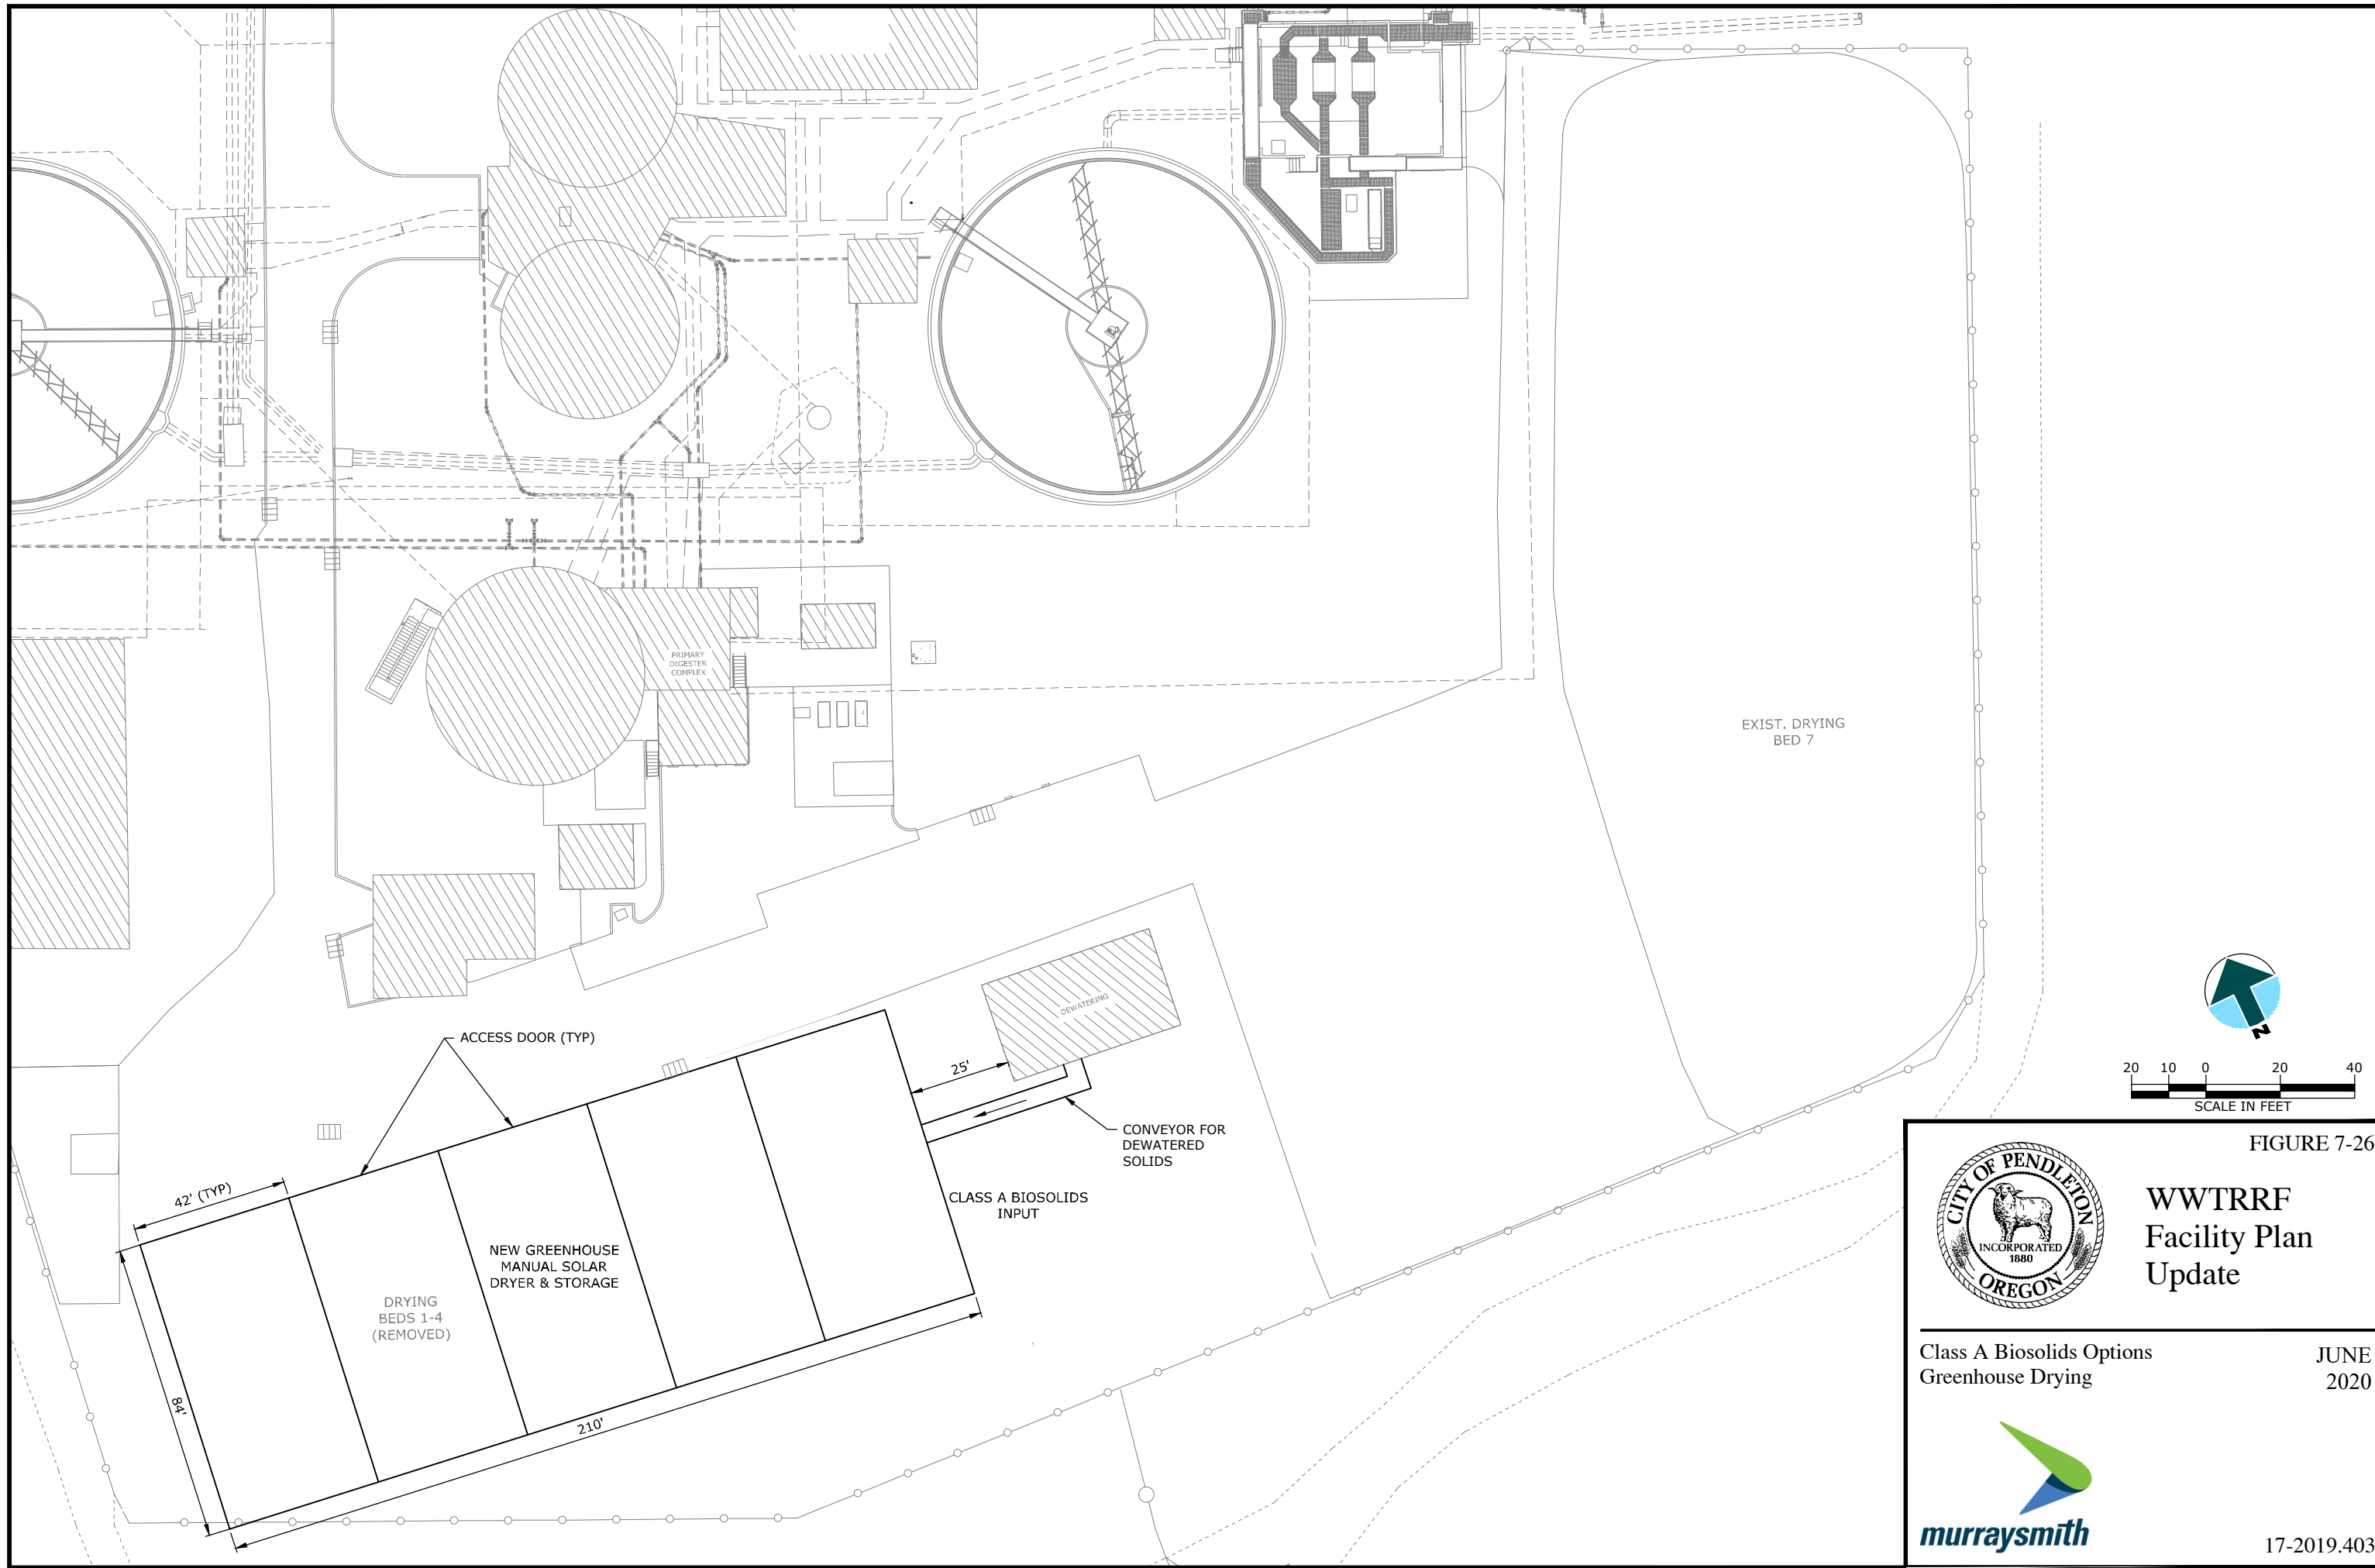 PRIMARY
DIGESTER
COMPLEX
EXIST. DRYING
BED 7
DEWATERING
ACCESS DOOR (TYP)
25'
CONVEYOR FOR
DEWATERED
SOLIDS
42' (TYP)
CLASS A BIOSOLIDS
INPUT
NEW GREENHOUSE
MANUAL SOLAR
DRYER & STORAGE
DRYING
BEDS 1-4
(REMOVED)
84'
210'
N
20 10 0 20 40
SCALE IN FEET
FIGURE 7-26
CITY OF PENDLETON
INCORPORATED
1880
OREGON
WWTRRF
Facility Plan
Update
Class A Biosolids Options
Greenhouse Drying
JUNE
2020
murraysmith
17-2019.403